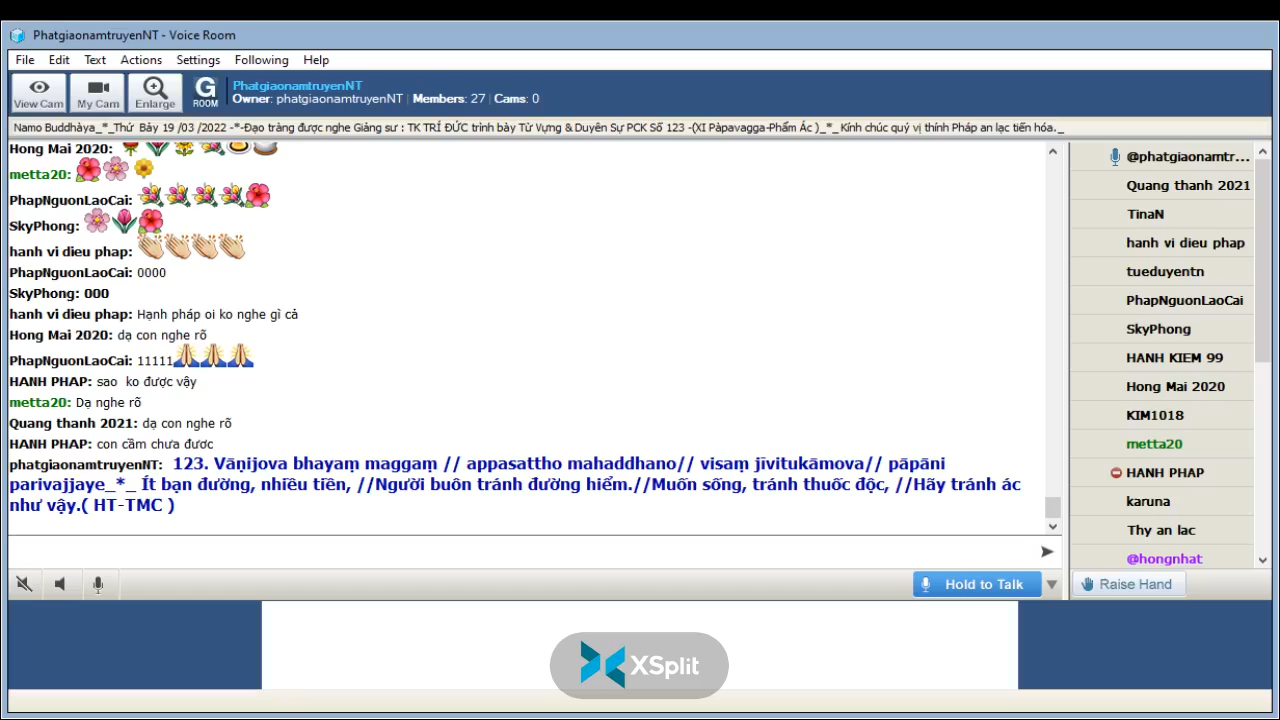 PhatgiaonamtruyenNT - Voice Room
File Edit Text Actions Settings Following Help
View Cam My Cam Enlarge G ROOM
PhatgiaonamtruyenNT
Owner: phatgiaonamtruyenNT | Members: 27 | Cams: 0
Namo Buddhàya_*_Thứ Bảy 19 /03 /2022 -*-Đạo tràng được nghe Giảng sư : TK TRÍ ĐỨC trình bày Từ Vựng & Duyên Sự PCK Số 123 -(XI Pàpavagga-Phẩm Ác )_*_ Kính chúc quý vị thính Pháp an lạc tiến hóa._
Hong Mai 2020:
metta20:
PhapNguonLaoCai:
SkyPhong:
hanh vi dieu phap:
PhapNguonLaoCai: 0000
SkyPhong: 000
hanh vi dieu phap: Hạnh pháp oi ko nghe gì cả
Hong Mai 2020: dạ con nghe rõ
PhapNguonLaoCai: 11111
HANH PHAP: sao ko được vậy
metta20: Dạ nghe rõ
Quang thanh 2021: dạ con nghe rõ
HANH PHAP: con cầm chưa đươc
phatgiaonamtruyenNT: 123. Vāṇijova bhayaṃ maggaṃ // appasattho mahaddhano// visaṃ jīvitukāmova// pāpāni
parivajjaye_*_ Ít bạn đường, nhiều tiền, //Người buôn tránh đường hiểm.//Muốn sống, tránh thuốc độc, //Hãy tránh ác
như vậy.( HT-TMC )
@phatgiaonamtr...
Quang thanh 2021
TinaN
hanh vi dieu phap
tueduyentn
PhapNguonLaoCai
SkyPhong
HANH KIEM 99
Hong Mai 2020
KIM1018
metta20
HANH PHAP
karuna
Thy an lac
@hongnhat
Hold to Talk
Raise Hand
XSplit